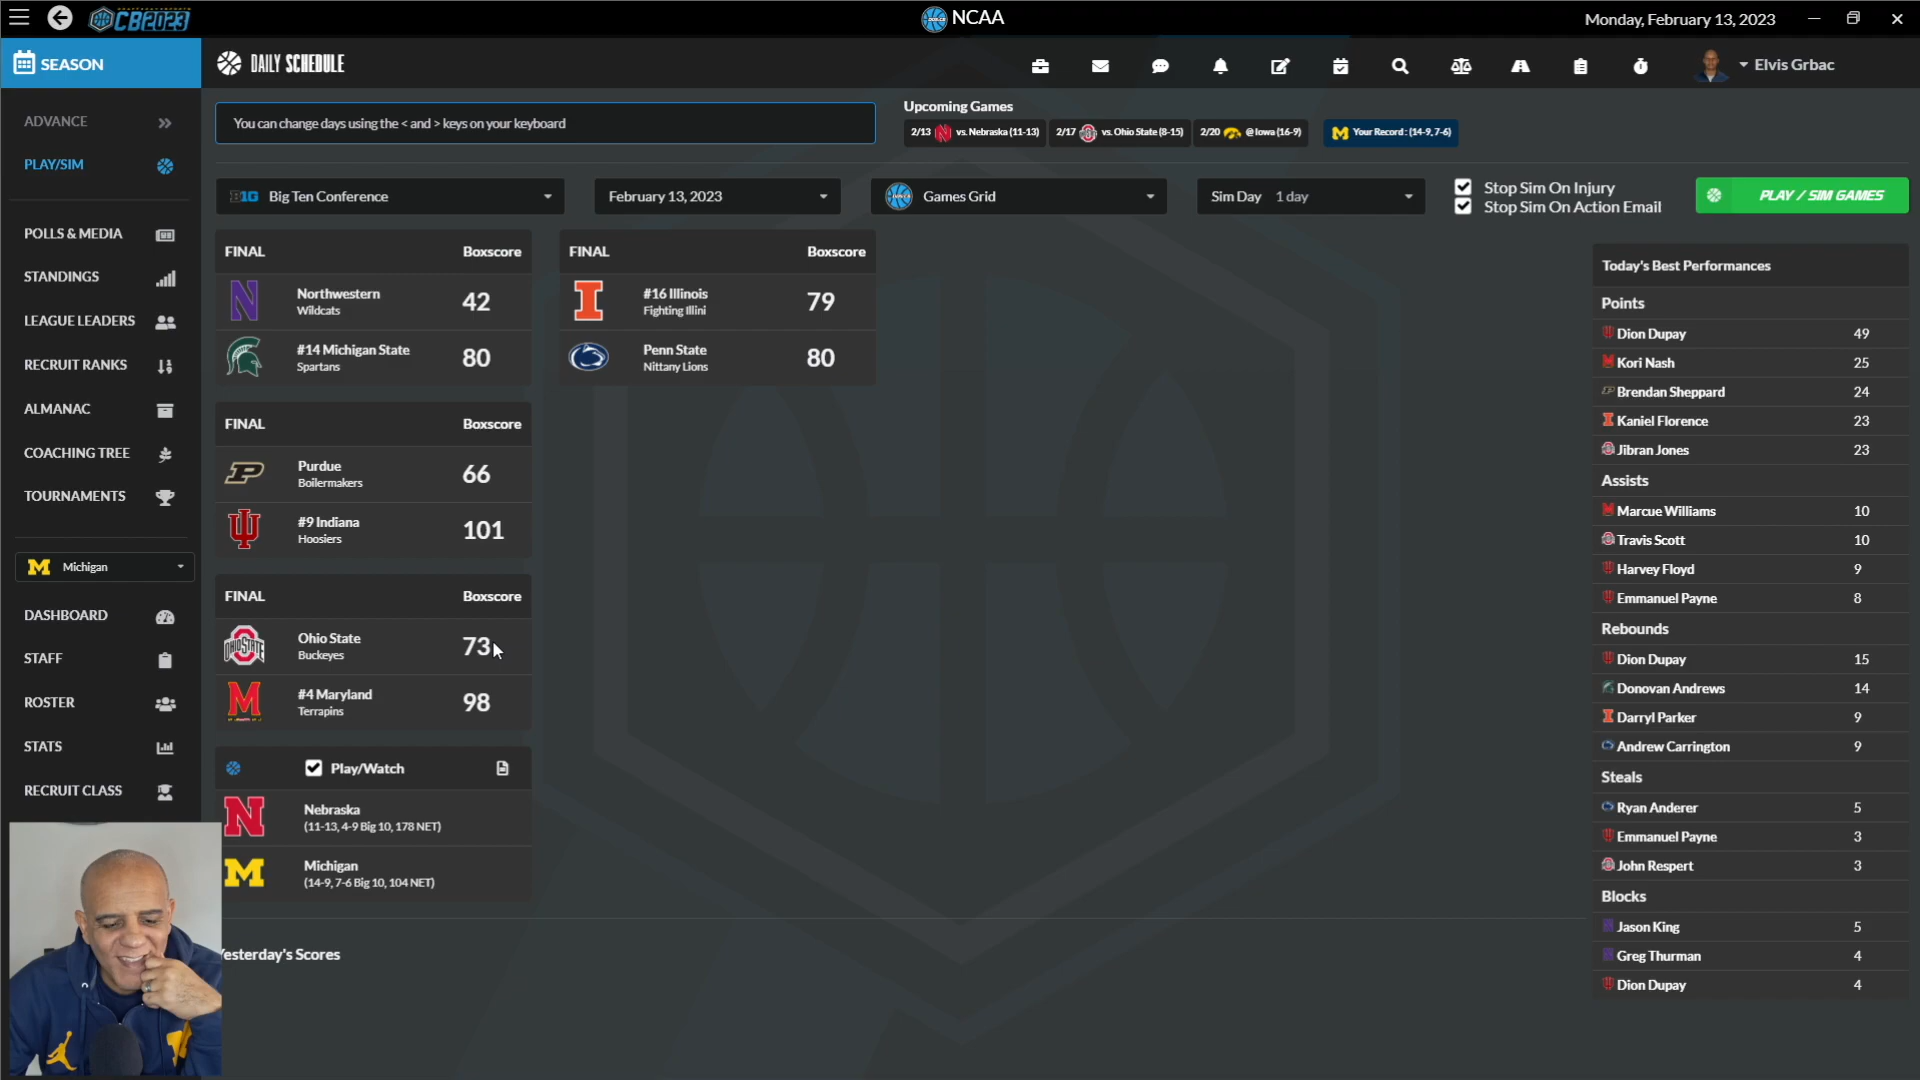 CB2023
NCAA
Monday, February 13, 2023
SEASON
DAILY SCHEDULE
Elvis Grbac
ADVANCE
PLAY/SIM
POLLS & MEDIA
STANDINGS
LEAGUE LEADERS
RECRUIT RANKS
ALMANAC
COACHING TREE
TOURNAMENTS
Michigan
DASHBOARD
STAFF
ROSTER
STATS
RECRUIT CLASS
You can change days using the < and > keys on your keyboard
Upcoming Games
2/13 vs. Nebraska (11-13)
2/17 vs. Ohio State (8-15)
2/20 @ Iowa (16-9)
Your Record : (14-9, 7-6)
B1G Big Ten Conference
February 13, 2023
Games Grid
Sim Day 1 day
Stop Sim On Injury
Stop Sim On Action Email
PLAY / SIM GAMES
FINAL Boxscore
Northwestern 42
Wildcats
#14 Michigan State 80
Spartans
FINAL Boxscore
#16 Illinois 79
Fighting Illini
Penn State 80
Nittany Lions
FINAL Boxscore
Purdue 66
Boilermakers
#9 Indiana 101
Hoosiers
FINAL Boxscore
OHIO STATE
Ohio State 73
Buckeyes
#4 Maryland 98
Terrapins
Play/Watch
Nebraska
(11-13, 4-9 Big 10, 178 NET)
Michigan
(14-9, 7-6 Big 10, 104 NET)
esterday's Scores
Today's Best Performances
Points
Dion Dupay 49
Kori Nash 25
Brendan Sheppard 24
Kaniel Florence 23
Jibran Jones 23
Assists
Marcue Williams 10
Travis Scott 10
Harvey Floyd 9
Emmanuel Payne 8
Rebounds
Dion Dupay 15
Donovan Andrews 14
Darryl Parker 9
Andrew Carrington 9
Steals
Ryan Anderer 5
Emmanuel Payne 3
John Respert 3
Blocks
Jason King 5
Greg Thurman 4
Dion Dupay 4